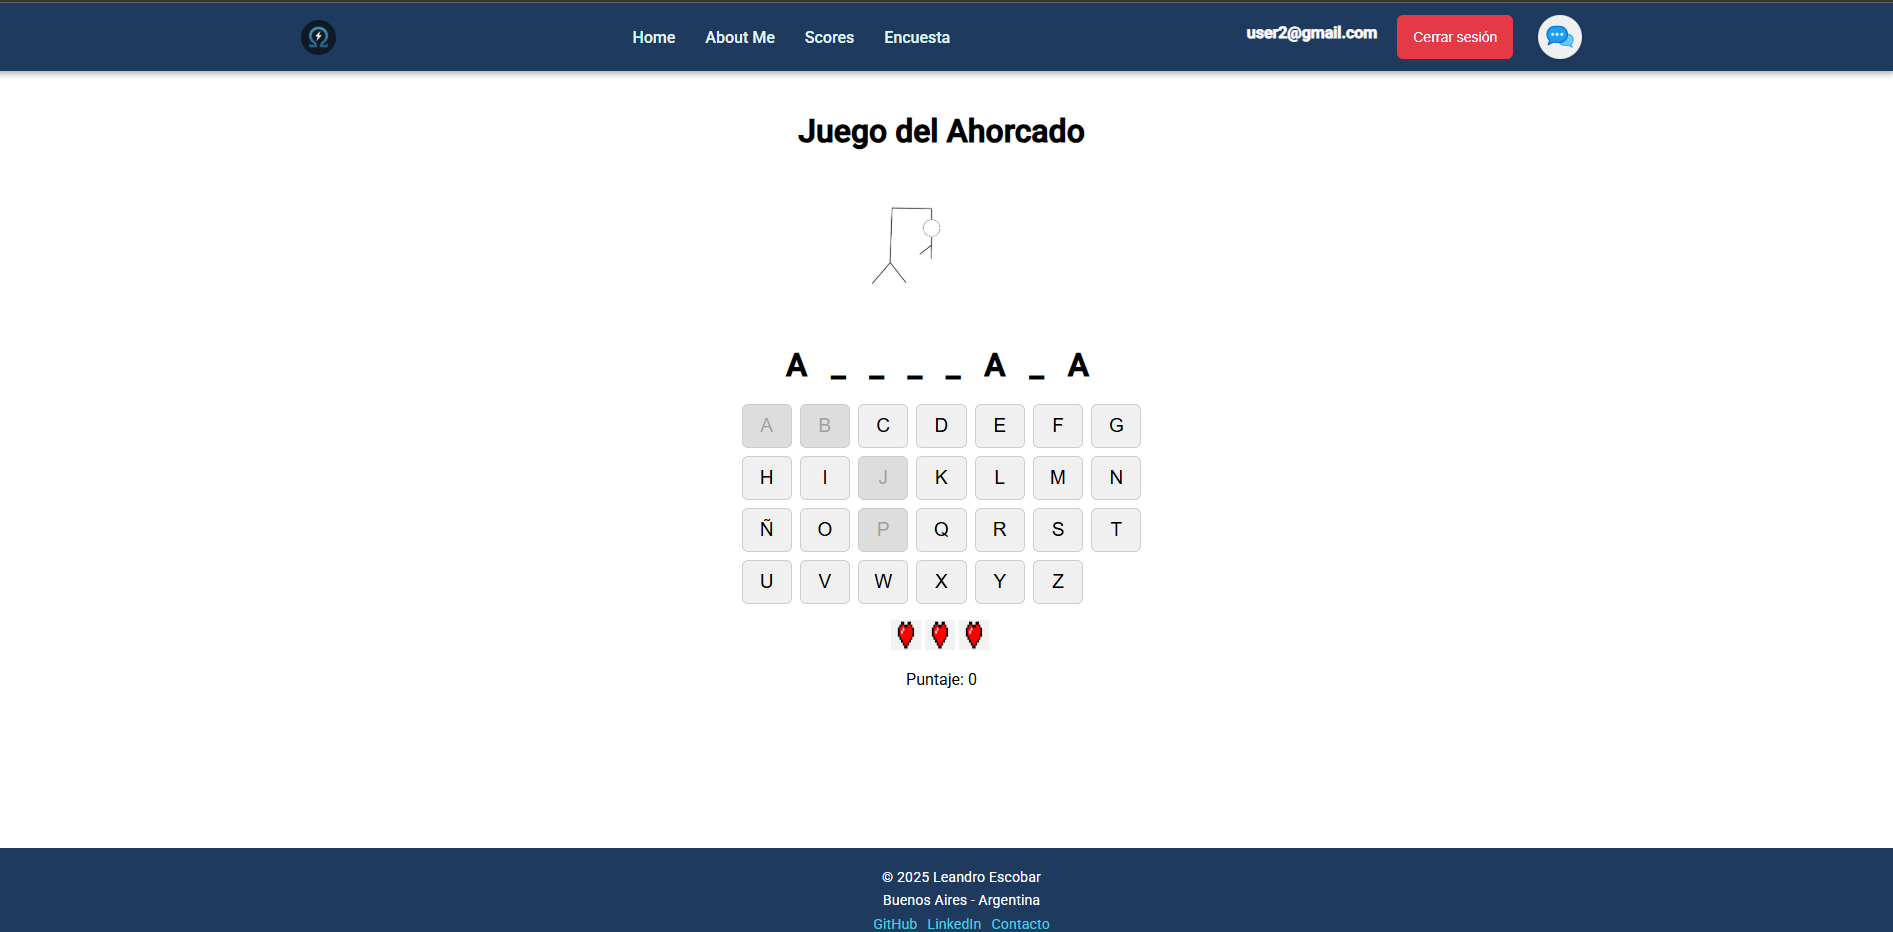 Home About Me Scores Encuesta user2@gmail.com Cerrar sesión
Juego del Ahorcado
A _ _ _ _ A _ A
A B C D E F G
H I J K L M N
Ñ O P Q R S T
U V W X Y Z
Puntaje: 0
© 2025 Leandro Escobar
Buenos Aires - Argentina
GitHub LinkedIn Contacto